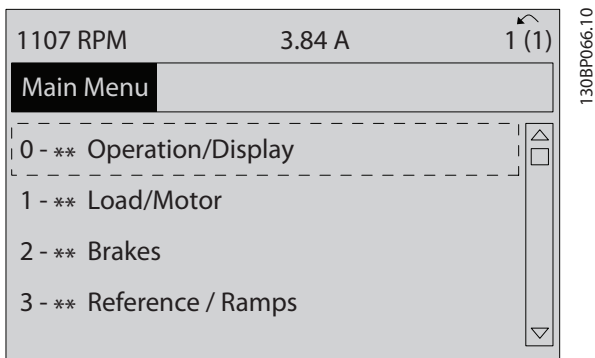 1107 RPM 3.84 A 1 (1)
Main Menu
0 - ** Operation/Display
1 - ** Load/Motor
2 - ** Brakes
3 - ** Reference / Ramps
130BP066.10